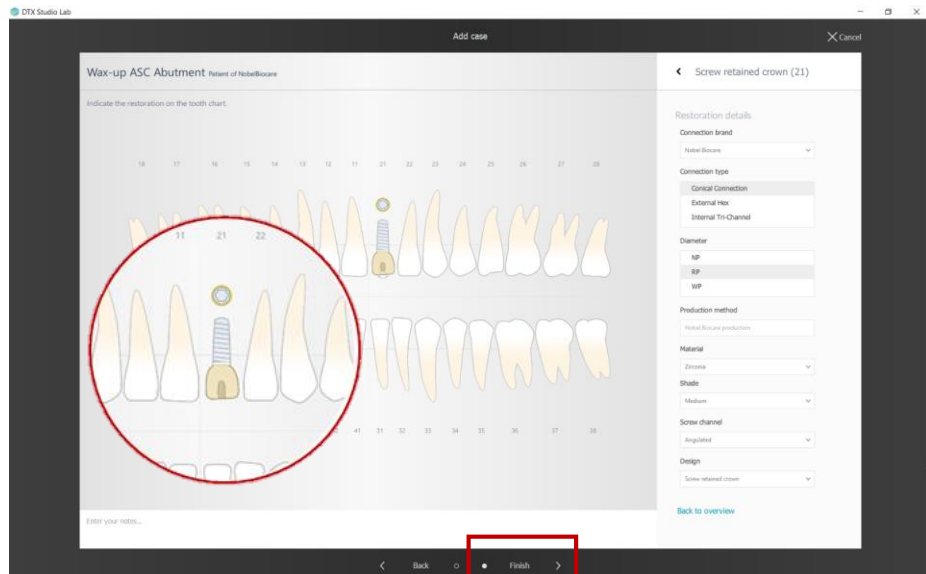 DTX Studio Lab
Add case
Cancel
Wax-up ASC Abutment Patient of NobelBiocare
Indicate the restoration on the tooth chart.
18 17 16 15 14 13 12 11 21 22 23 24 25 26 27 28
11 21 22
41 31 32 33 34 35 36 37 38
Enter your notes...
Screw retained crown (21)
Restoration details
Connection brand
Nobel Biocare
Connection type
Conical Connection
External Hex
Internal Tri-Channel
Diameter
NP
RP
WP
Production method
Nobel Biocare production
Material
Zirconia
Shade
Medium
Screw channel
Angulated
Design
Screw retained crown
Back to overview
Back
Finish